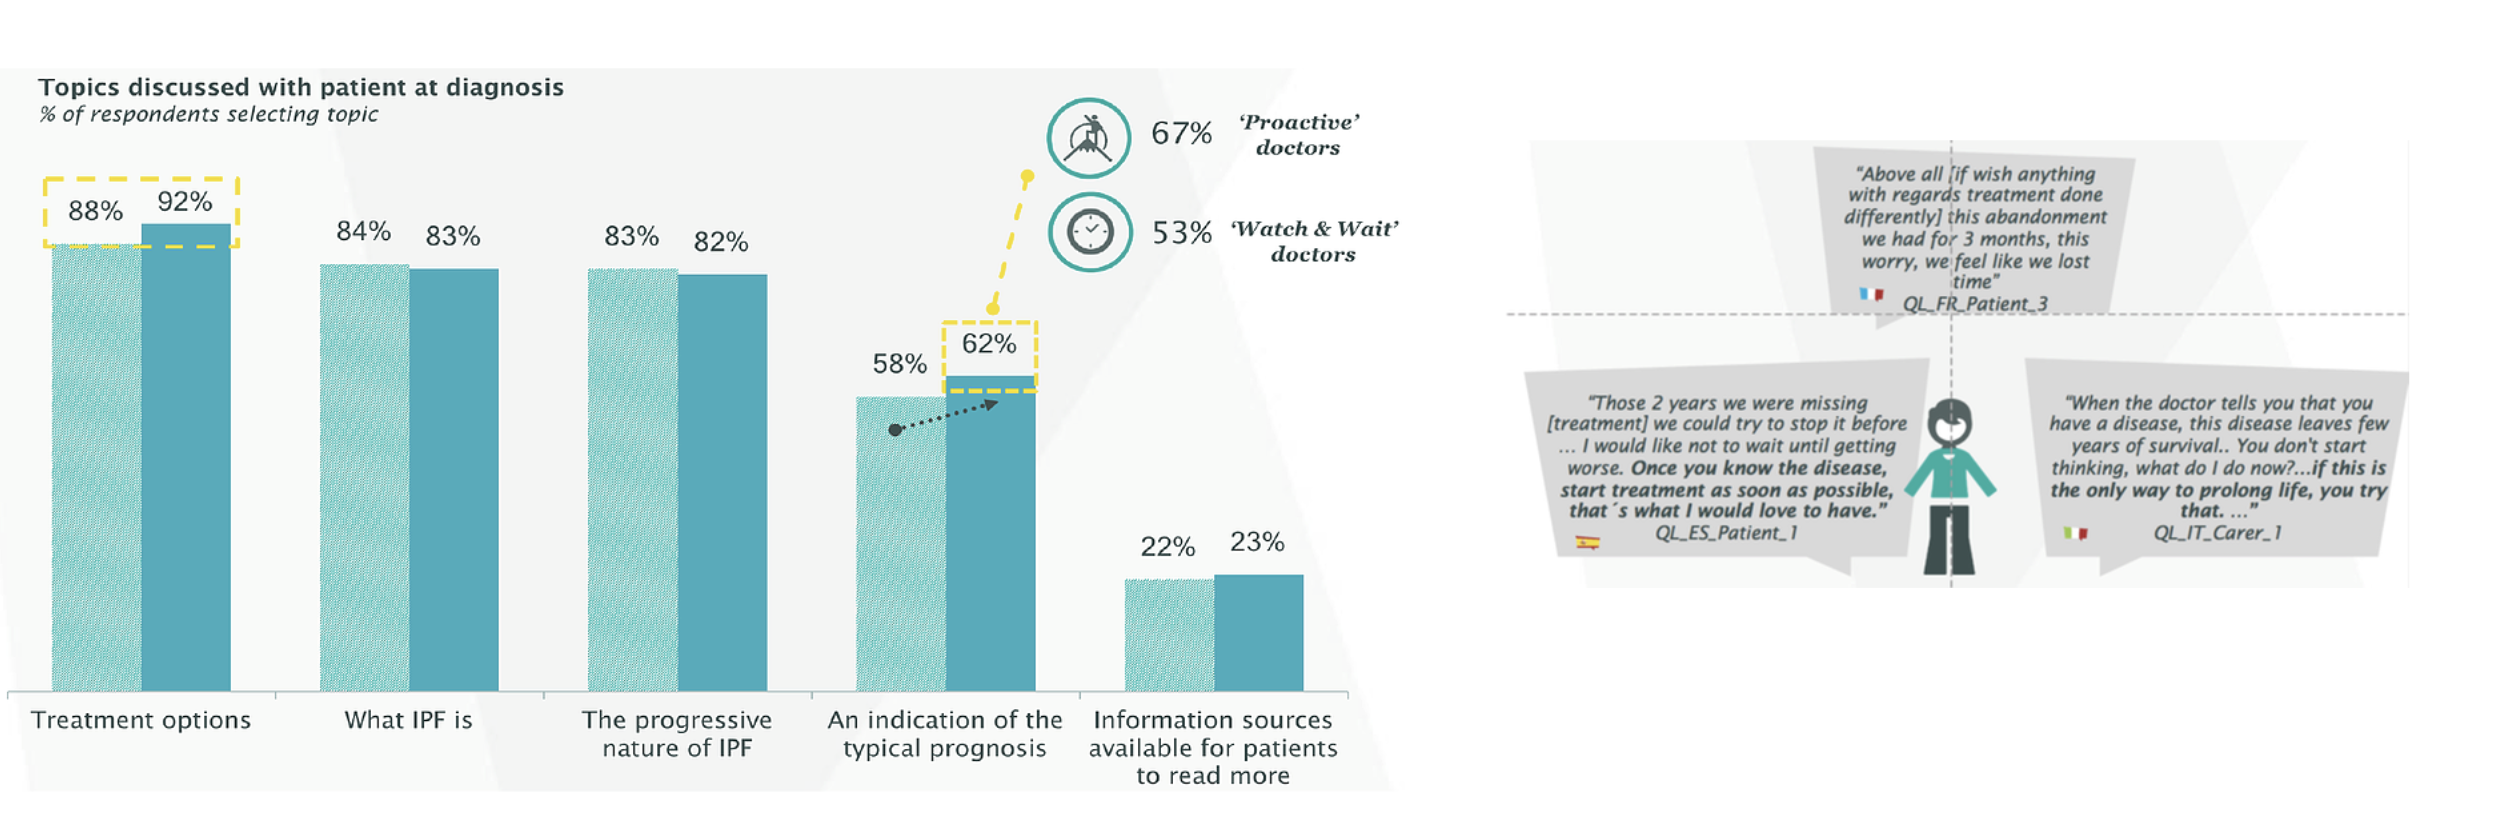 Topics discussed with patient at diagnosis
% of respondents selecting topic
88%
92%
84%
83%
83%
82%
58%
62%
22%
23%
67%
‘Proactive’
doctors
53%
‘Watch & Wait’
doctors
Treatment options
What IPF is
The progressive
nature of IPF
An indication of the
typical prognosis
Information sources
available for patients
to read more
“Above all [if wish anything
with regards treatment done
differently] this abandonment
we had for 3 months, this
worry, we feel like we lost
time”
QL_FR_Patient_3
“Those 2 years we were missing
[treatment] we could try to stop it before
... I would like not to wait until getting
worse. Once you know the disease,
start treatment as soon as possible,
that´s what I would love to have.”
QL_ES_Patient_1
“When the doctor tells you that you
have a disease, this disease leaves few
years of survival.. You don't start
thinking, what do I do now?...if this is
the only way to prolong life, you try
that. ...”
QL_IT_Carer_1